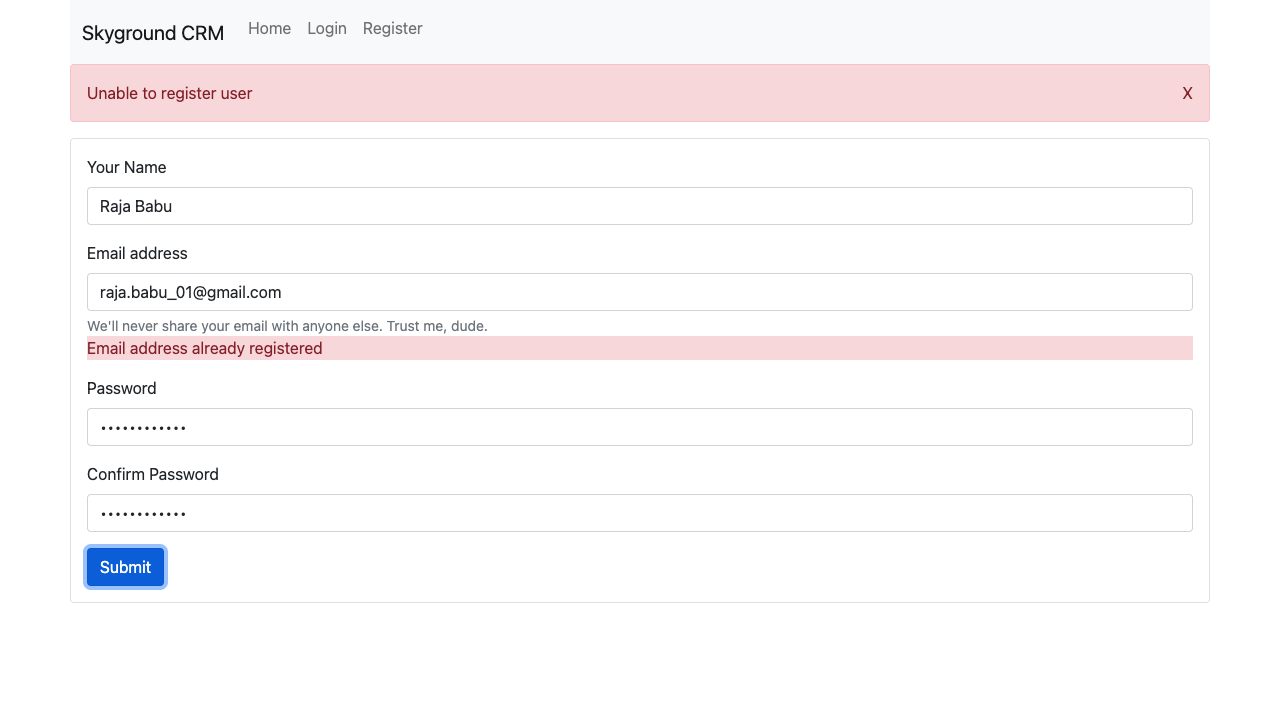 Skyground CRM Home Login Register
Unable to register user X
Your Name
Raja Babu
Email address
raja.babu_01@gmail.com
We'll never share your email with anyone else. Trust me, dude.
Email address already registered
Password
••••••••••••
Confirm Password
••••••••••••
Submit